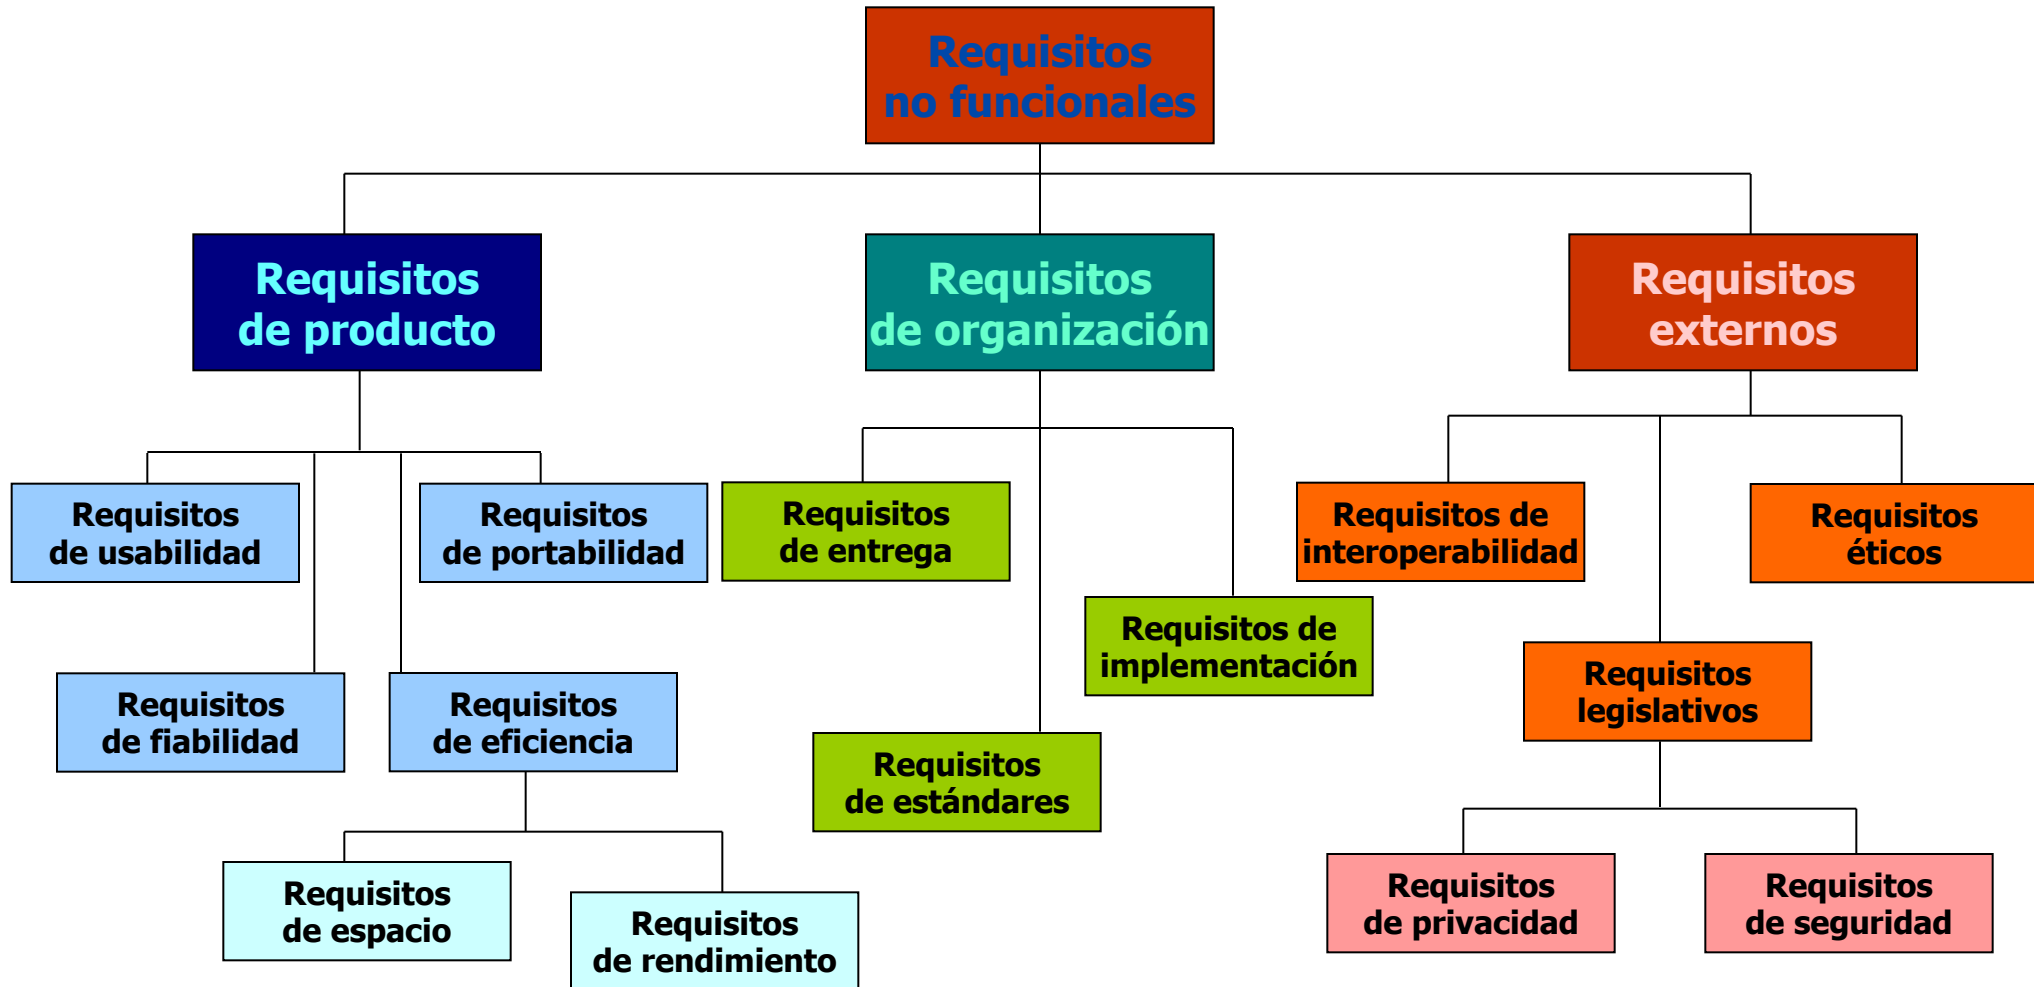 Requisitos
no funcionales
Requisitos
de producto
Requisitos
de organización
Requisitos
externos
Requisitos
de usabilidad
Requisitos
de portabilidad
Requisitos
de entrega
Requisitos de
interoperabilidad
Requisitos
éticos
Requisitos de
implementación
Requisitos
legislativos
Requisitos
de fiabilidad
Requisitos
de eficiencia
Requisitos
de estándares
Requisitos
de espacio
Requisitos
de rendimiento
Requisitos
de privacidad
Requisitos
de seguridad